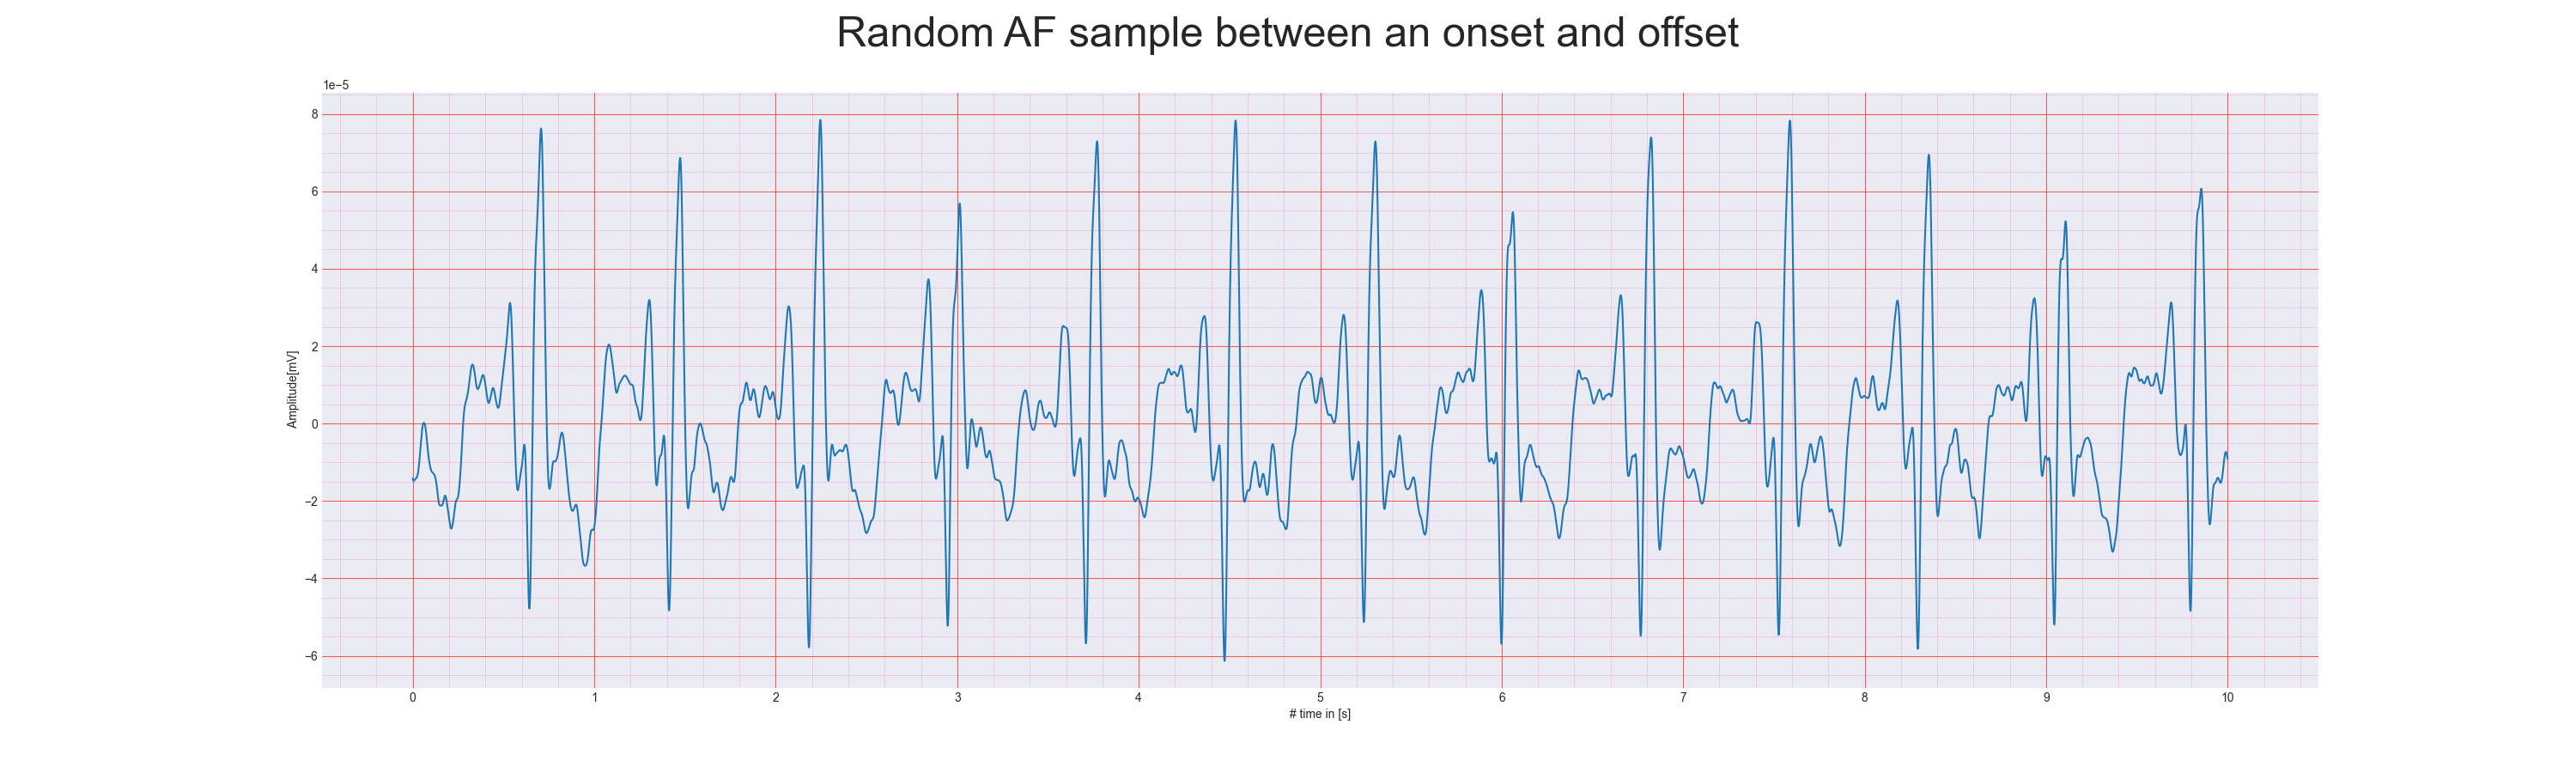 Random AF sample between an onset and offset
1e−5
8
6
4
2
0
−2
−4
−6
Amplitude[mV]
0 1 2 3 4 5 6 7 8 9 10
# time in [s]